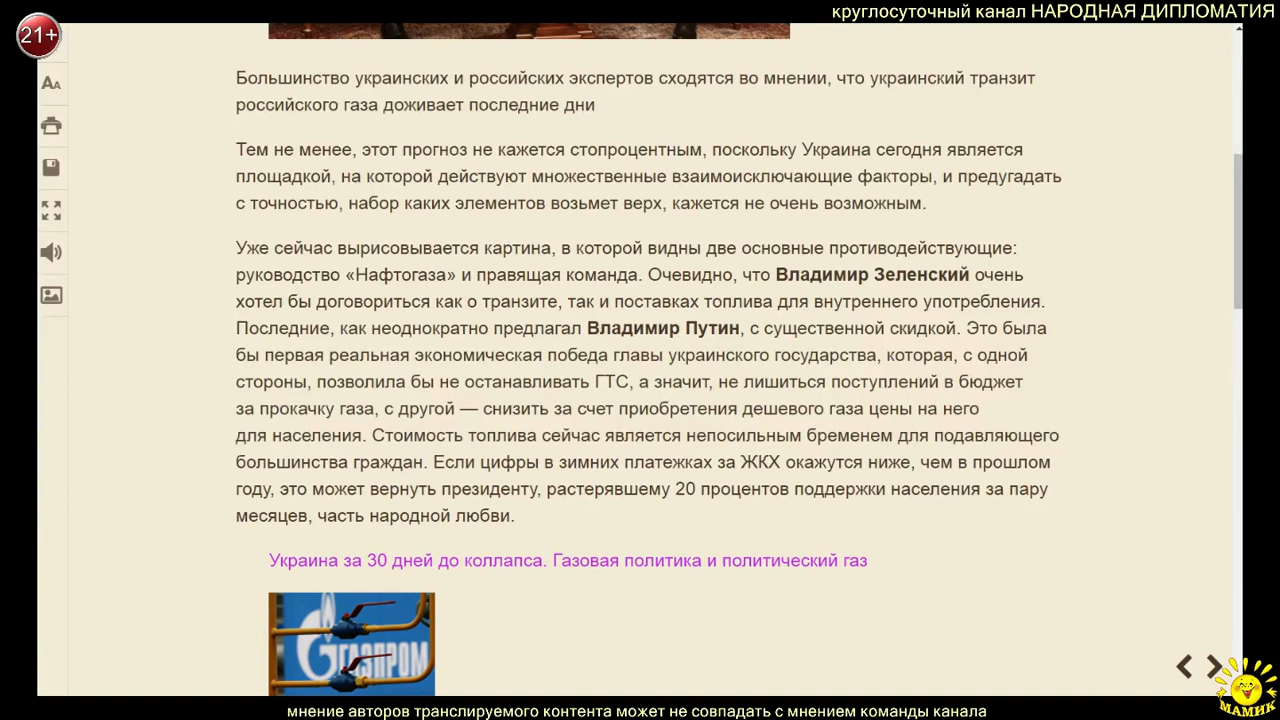 круглосуточный канал НАРОДНАЯ ДИПЛОМАТИЯ
21+
AA
Большинство украинских и российских экспертов сходятся во мнении, что украинский транзит
российского газа доживает последние дни
Тем не менее, этот прогноз не кажется стопроцентным, поскольку Украина сегодня является
площадкой, на которой действуют множественные взаимоисключающие факторы, и предугадать
с точностью, набор каких элементов возьмет верх, кажется не очень возможным.
Уже сейчас вырисовывается картина, в которой видны две основные противодействующие:
руководство «Нафтогаза» и правящая команда. Очевидно, что Владимир Зеленский очень
хотел бы договориться как о транзите, так и поставках топлива для внутреннего употребления.
Последние, как неоднократно предлагал Владимир Путин, с существенной скидкой. Это была
бы первая реальная экономическая победа главы украинского государства, которая, с одной
стороны, позволила бы не останавливать ГТС, а значит, не лишиться поступлений в бюджет
за прокачку газа, с другой — снизить за счет приобретения дешевого газа цены на него
для населения. Стоимость топлива сейчас является непосильным бременем для подавляющего
большинства граждан. Если цифры в зимних платежках за ЖКХ окажутся ниже, чем в прошлом
году, это может вернуть президенту, растерявшему 20 процентов поддержки населения за пару
месяцев, часть народной любви.
Украина за 30 дней до коллапса. Газовая политика и политический газ
ГАЗПРОМ
МАМИК
мнение авторов транслируемого контента может не совпадать с мнением команды канала